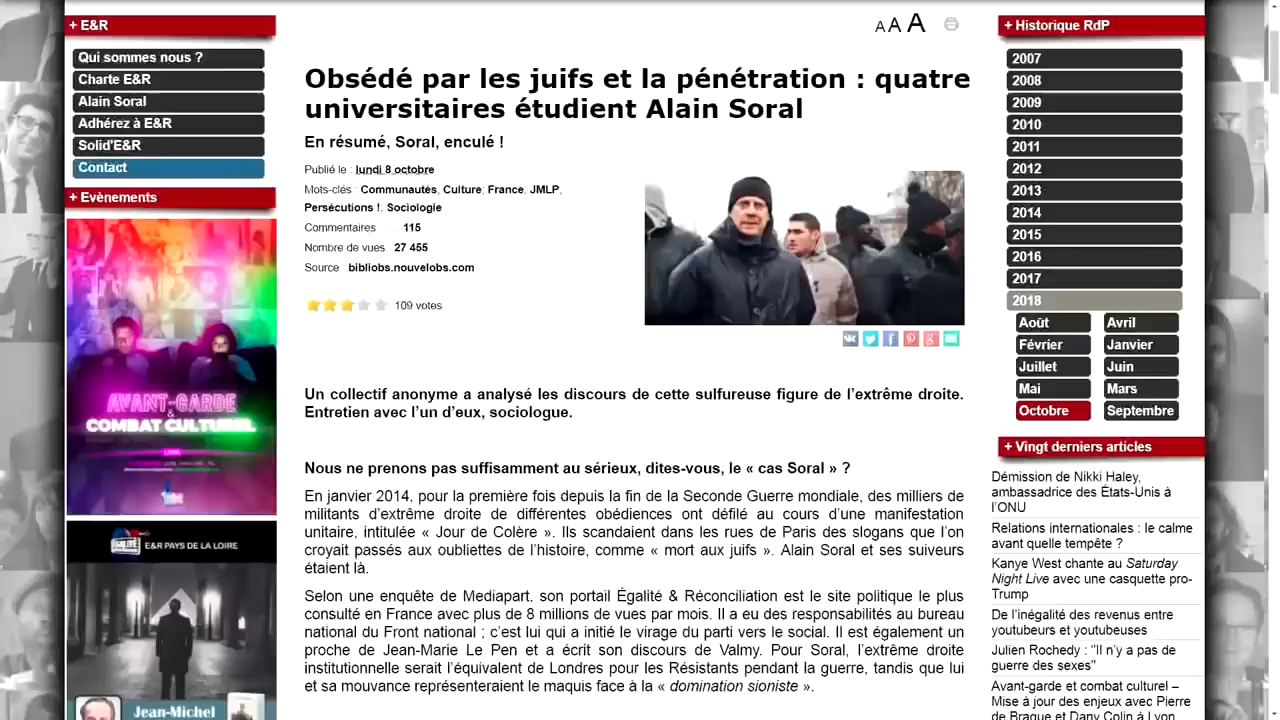 + E&R
Qui sommes nous ?
Charte E&R
Alain Soral
Adhérez à E&R
Solid'E&R
Contact
+ Evènements
AVANT-GARDE
&
COMBAT CULTUREL
E&R PAYS DE LA LOIRE
Jean-Michel
A A A
Obsédé par les juifs et la pénétration : quatre
universitaires étudient Alain Soral
En résumé, Soral, enculé !
Publié le : lundi 8 octobre
Mots-clés : Communautés, Culture; France, JMLP,
Persécutions !, Sociologie
Commentaires 115
Nombre de vues 27 455
Source bibliobs.nouvelobs.com
109 votes
Un collectif anonyme a analysé les discours de cette sulfureuse figure de l'extrême droite.
Entretien avec l'un d'eux, sociologue.
Nous ne prenons pas suffisamment au sérieux, dites-vous, le « cas Soral » ?
En janvier 2014, pour la première fois depuis la fin de la Seconde Guerre mondiale, des milliers de
militants d'extrême droite de différentes obédiences ont défilé au cours d'une manifestation
unitaire, intitulée « Jour de Colère ». Ils scandaient dans les rues de Paris des slogans que l'on
croyait passés aux oubliettes de l'histoire, comme « mort aux juifs ». Alain Soral et ses suiveurs
étaient là.
Selon une enquête de Mediapart, son portail Égalité & Réconciliation est le site politique le plus
consulté en France avec plus de 8 millions de vues par mois. Il a eu des responsabilités au bureau
national du Front national ; c'est lui qui a initié le virage du parti vers le social. Il est également un
proche de Jean-Marie Le Pen et a écrit son discours de Valmy. Pour Soral, l'extrême droite
institutionnelle serait l'équivalent de Londres pour les Résistants pendant la guerre, tandis que lui
et sa mouvance représenteraient le maquis face à la « domination sioniste ».
+ Historique RdP
2007
2008
2009
2010
2011
2012
2013
2014
2015
2016
2017
2018
Août Avril
Février Janvier
Juillet Juin
Mai Mars
Octobre Septembre
+ Vingt derniers articles
Démission de Nikki Haley,
ambassadrice des États-Unis à
l'ONU
Relations internationales : le calme
avant quelle tempête ?
Kanye West chante au Saturday
Night Live avec une casquette pro-
Trump
De l'inégalité des revenus entre
youtubeurs et youtubeuses
Julien Rochedy : "Il n'y a pas de
guerre des sexes"
Avant-garde et combat culturel –
Mise à jour des enjeux avec Pierre
de Brague et Dany Colin à Lyon